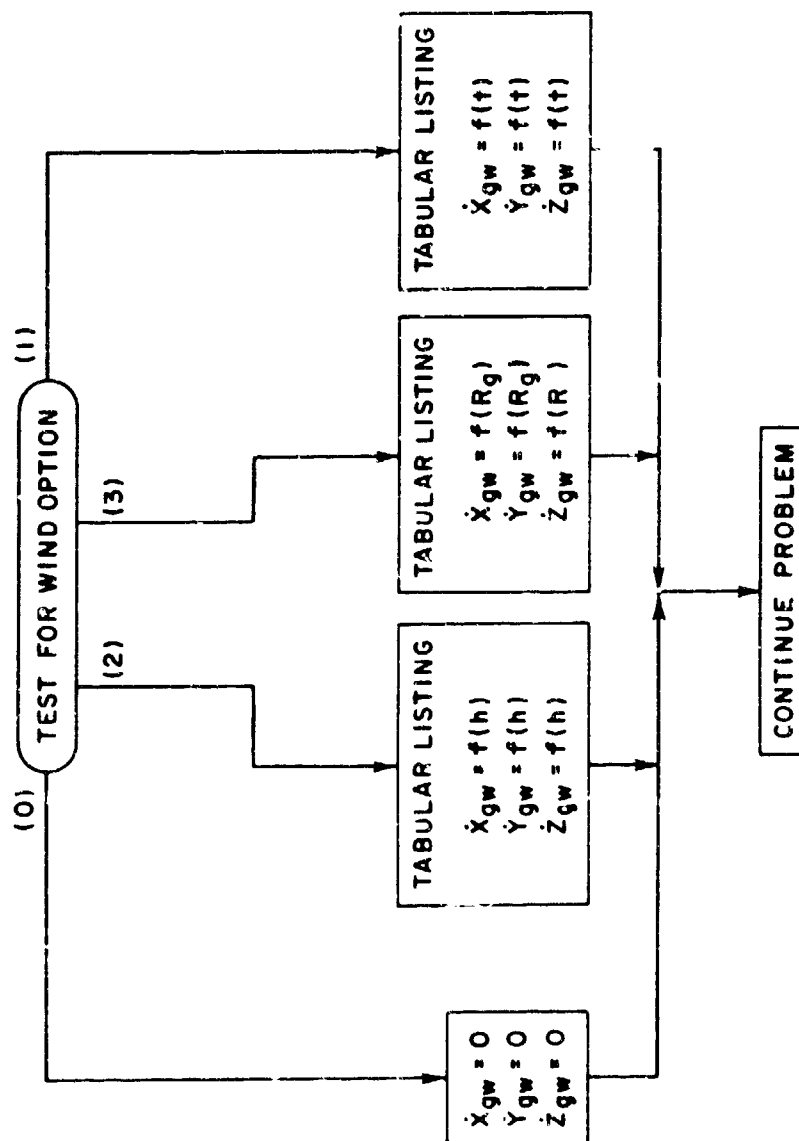 TEST FOR WIND OPTION
(0)
(2)
(3)
(1)
Ẋgw = 0
Ẏgw = 0
Żgw = 0
TABULAR LISTING
Ẋgw = f(h)
Ẏgw = f(h)
Żgw = f(h)
TABULAR LISTING
Ẋgw = f(Rg)
Ẏgw = f(Rg)
Żgw = f(R )
TABULAR LISTING
Ẋgw = f(t)
Ẏgw = f(t)
Żgw = f(t)
CONTINUE PROBLEM